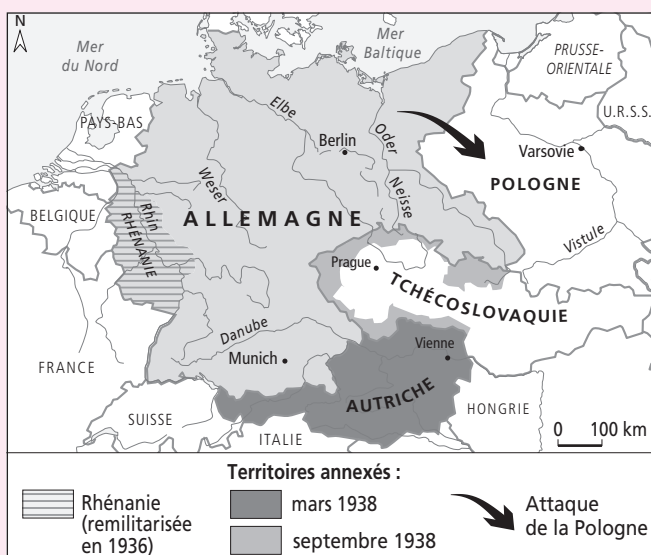 N
Mer
du Nord
Mer
Baltique
PRUSSE-
ORIENTALE
U.R.S.S.
PAYS-BAS
Elbe
Berlin
Oder
Varsovie
Weser
Neisse
POLOGNE
BELGIQUE
Rhin
RHÉNANIE
ALLEMAGNE
Vistule
Prague
TCHÉCOSLOVAQUIE
Danube
FRANCE
Munich
Vienne
AUTRICHE
SUISSE
HONGRIE
ITALIE
0 100 km
Territoires annexés :
Rhénanie
(remilitarisée
en 1936)
mars 1938
septembre 1938
Attaque
de la Pologne